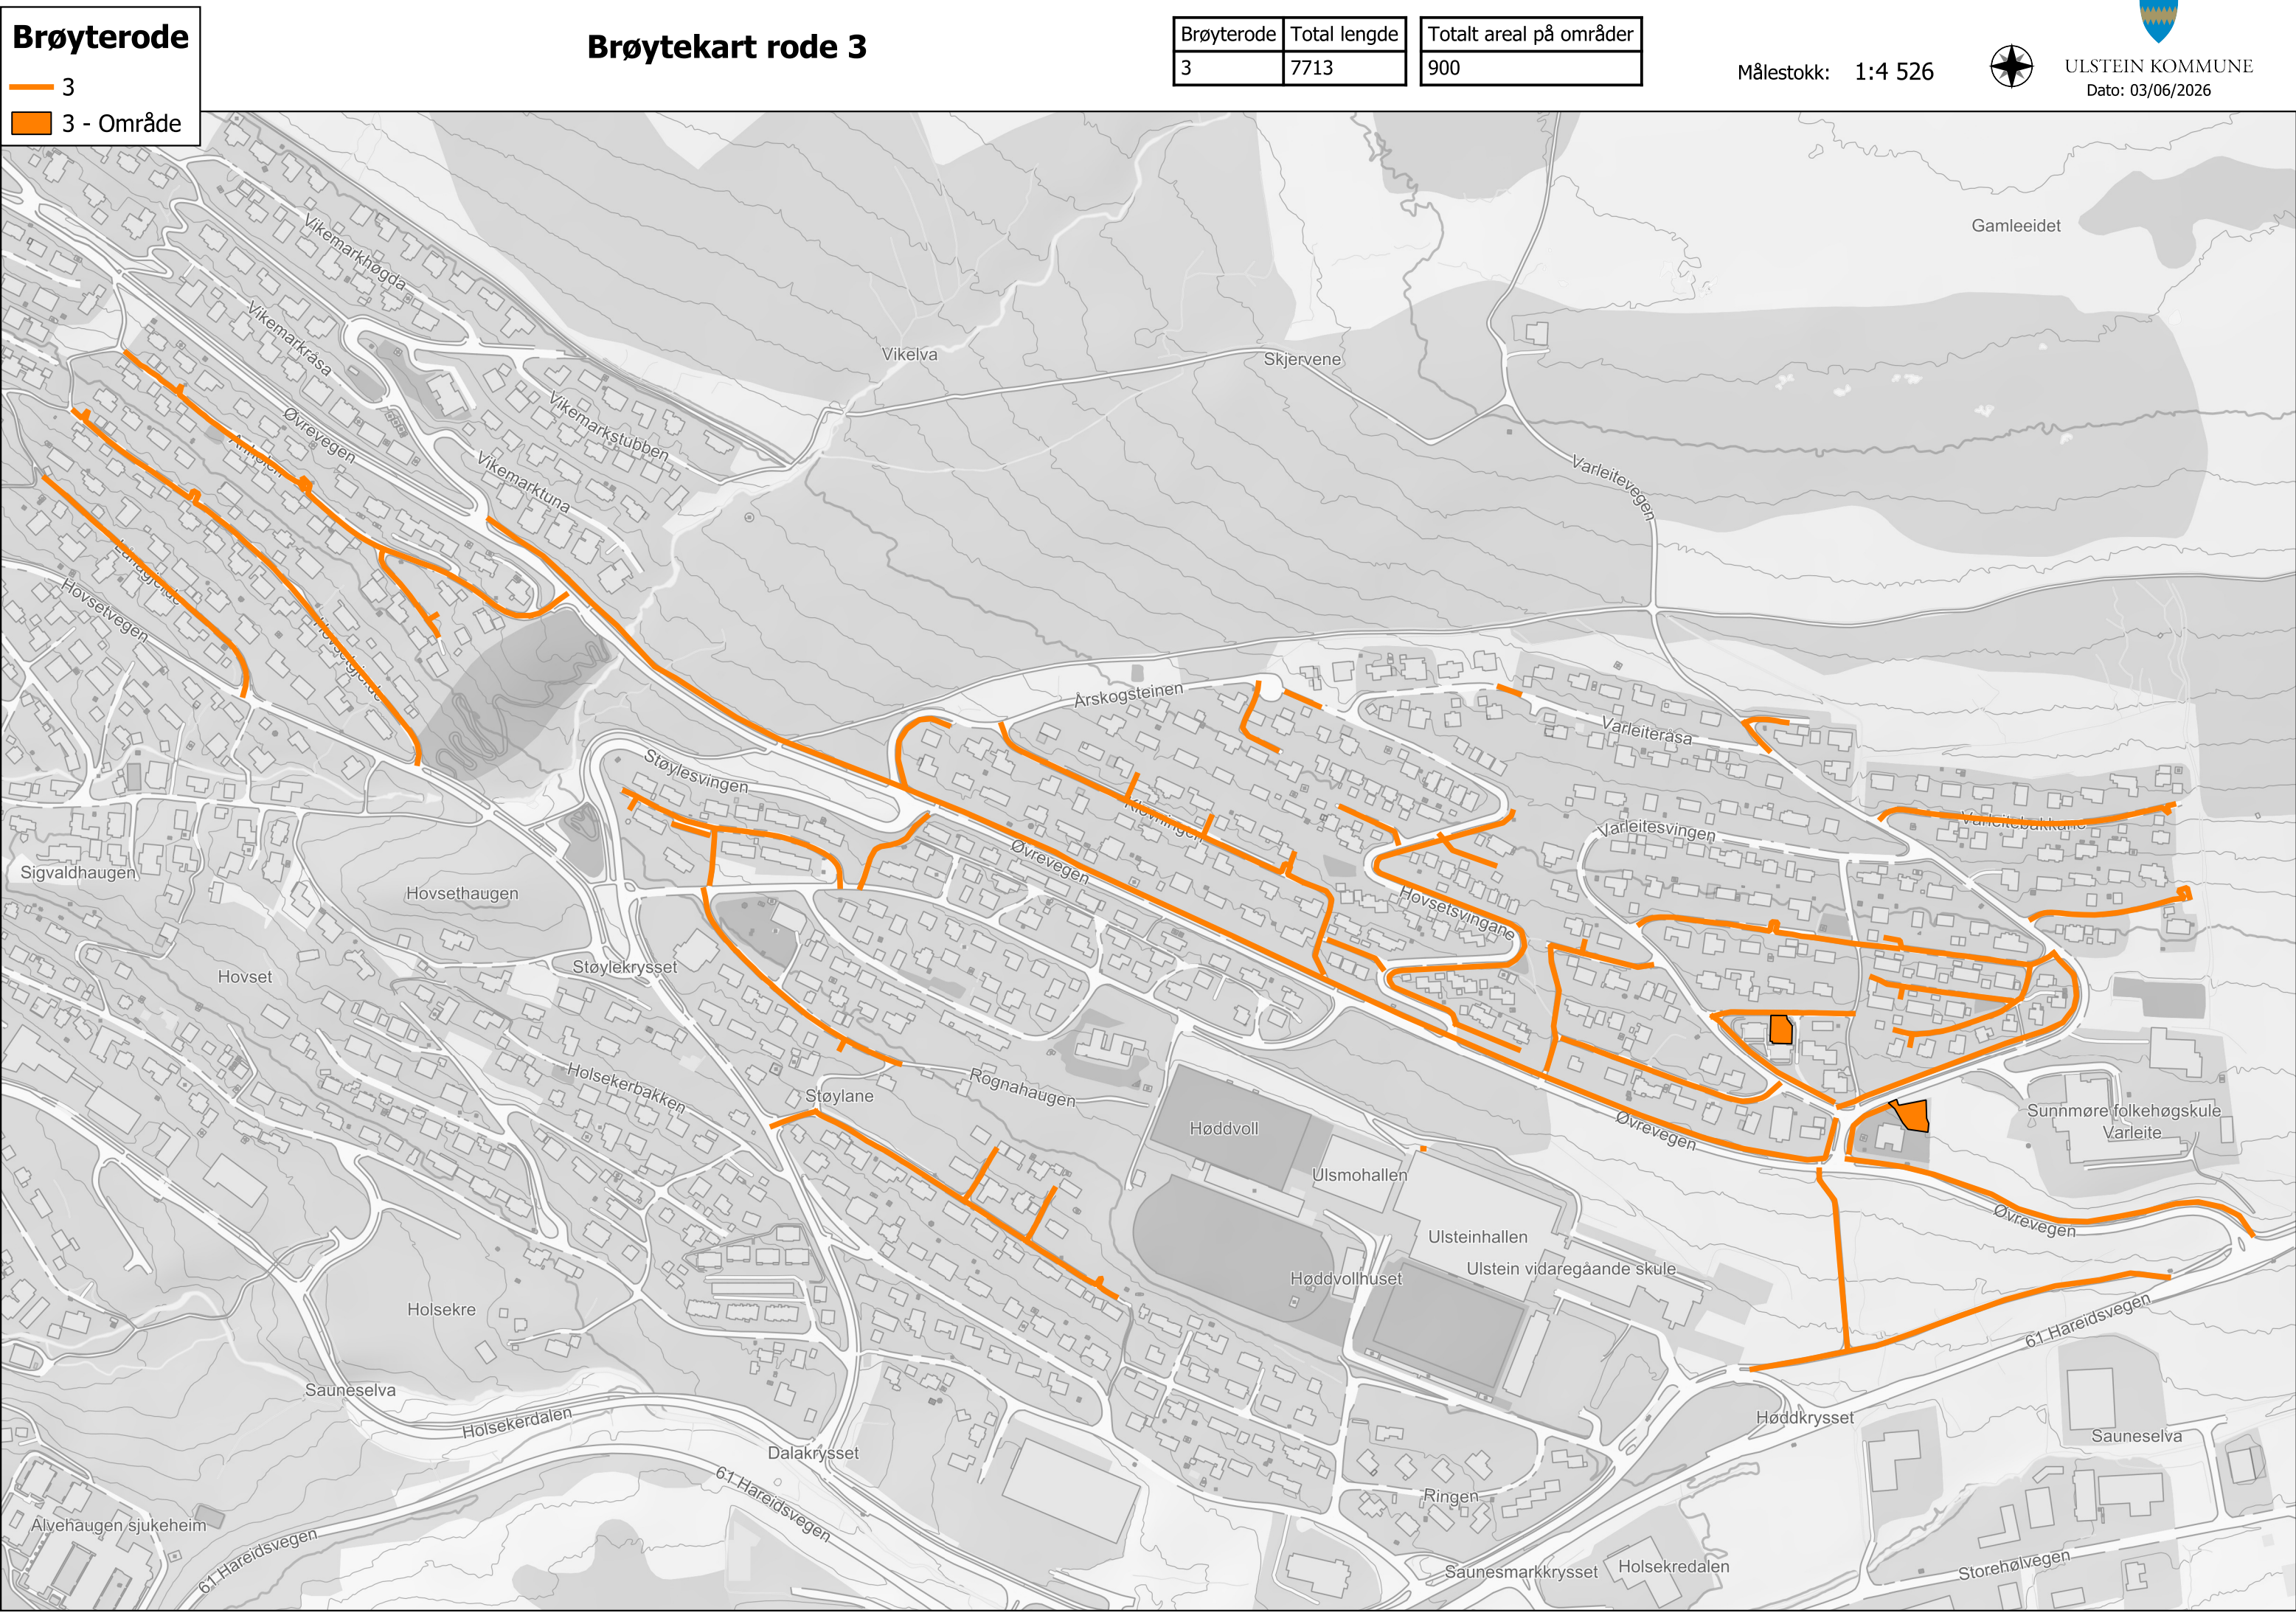 Brøyterode
3
3 - Område
Brøytekart rode 3
Brøyterode Total lengde
3 7713
Totalt areal på områder
900
Målestokk: 1:4 526
ULSTEIN KOMMUNE
Dato: 03/06/2026
Gamleeidet
Vikemarkhøgda
Vikemarkråsa
Vikelva
Skjervene
Øvrevegen
Vikemarkstubben
Vikemarktuna
Varleitevegen
Hovsetvegen
Hovsetgjerde
Årskogsteinen
Varleiteråsa
Støylesvingen
Kløvningen
Øvrevegen
Varleitesvingen
Varleitebakkane
Sigvaldhaugen
Hovsethaugen
Hovsetsvingane
Hovset
Støylekrysset
Holsekerbakken
Støylane
Rognahaugen
Høddvoll
Ulsmohallen
Øvrevegen
Sunnmøre folkehøgskule
Varleite
Ulsteinhallen
Øvrevegen
Høddvollhuset
Ulstein vidaregåande skule
Holsekre
61 Hareidsvegen
Sauneselva
Holsekerdalen
Høddkrysset
Sauneselva
Dalakrysset
61 Hareidsvegen
Ringen
Alvehaugen sjukeheim
61 Hareidsvegen
Saunesmarkkrysset
Holsekredalen
Storehølvegen